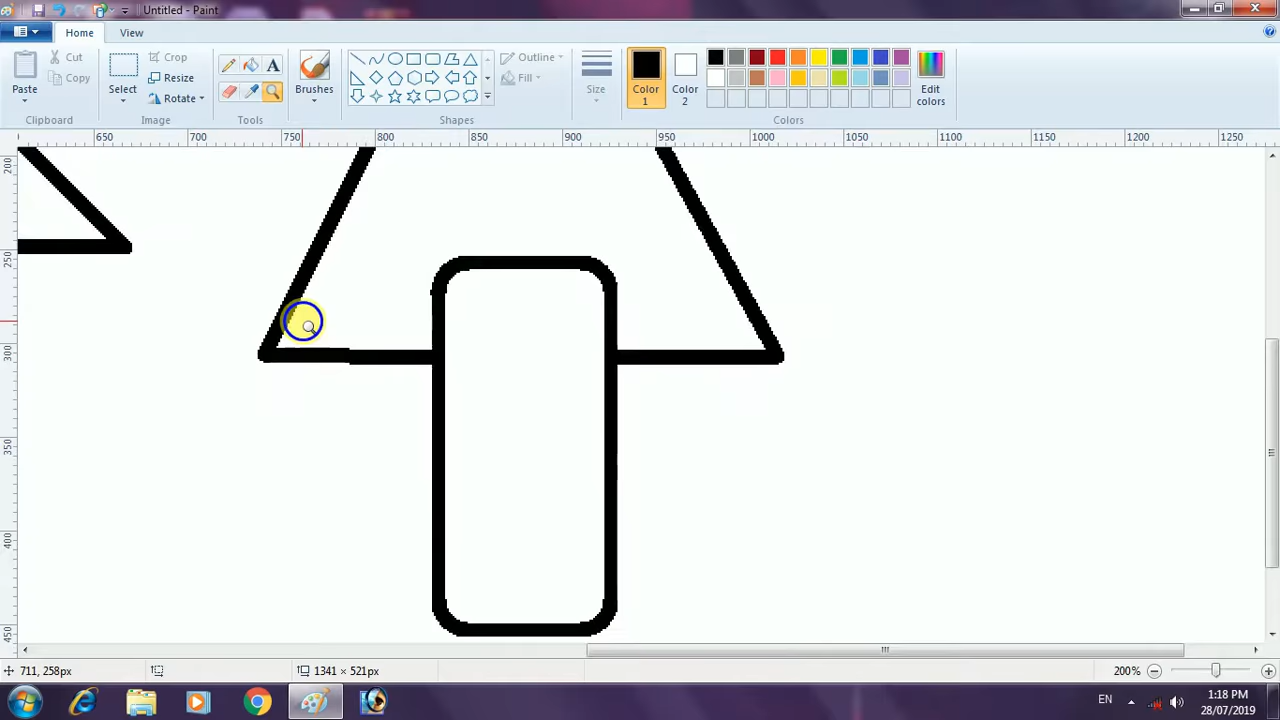 Untitled - Paint
Home
View
Paste
Cut
Copy
Clipboard
Select
Crop
Resize
Rotate
Image
A
Tools
Brushes
Outline
Fill
Shapes
Size
Color 1
Color 2
Edit colors
Colors
650 700 750 800 850 900 950 1000 1050 1100 1150 1200 1250
200
250
300
350
400
450
711, 258px
1341 × 521px
200%
EN
1:18 PM
28/07/2019